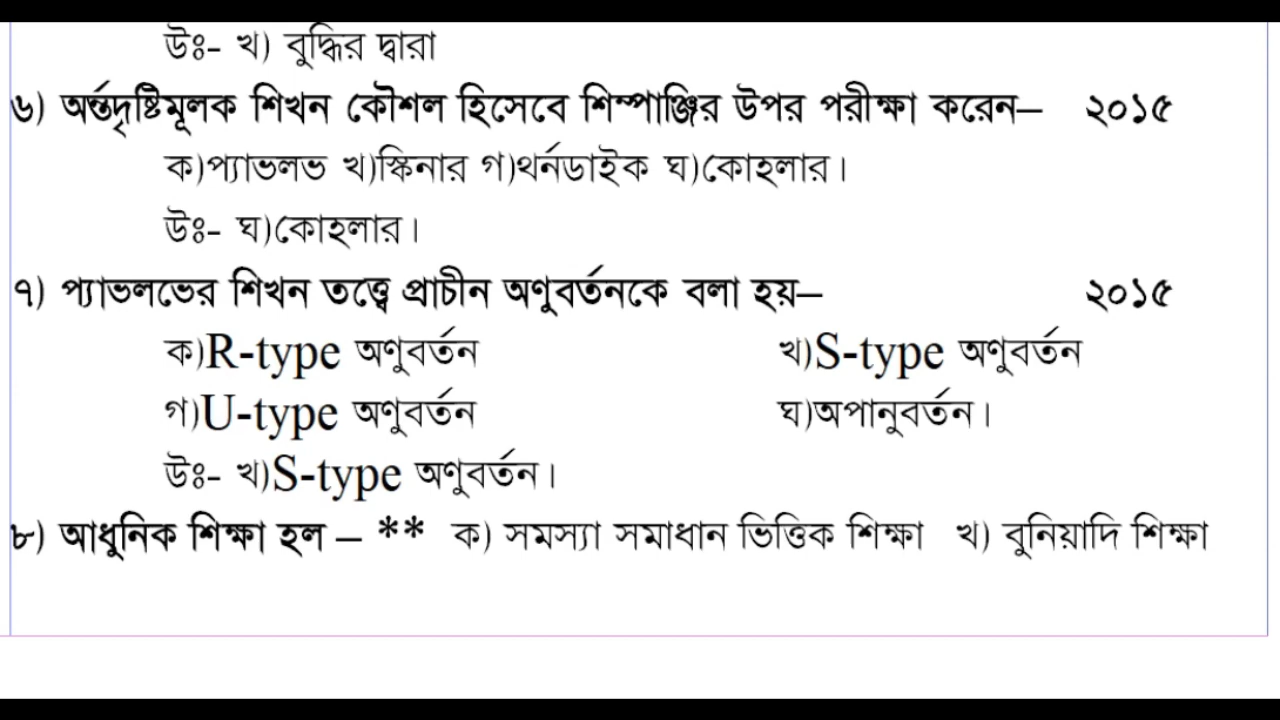 উঃ- খ) বুদ্ধির দ্বারা
৬) অর্ন্তদৃষ্টিমূলক শিখন কৌশল হিসেবে শিম্পাঞ্জির উপর পরীক্ষা করেন– ২০১৫
ক)প্যাভলভ খ)স্কিনার গ)থর্নডাইক ঘ)কোহলার।
উঃ- ঘ)কোহলার।
৭) প্যাভলভের শিখন তত্ত্বে প্রাচীন অণুবর্তনকে বলা হয়– ২০১৫
ক)R-type অণুবর্তন খ)S-type অণুবর্তন
গ)U-type অণুবর্তন ঘ)অপানুবর্তন।
উঃ- খ)S-type অণুবর্তন।
৮) আধুনিক শিক্ষা হল – ** ক) সমস্যা সমাধান ভিত্তিক শিক্ষা খ) বুনিয়াদি শিক্ষা